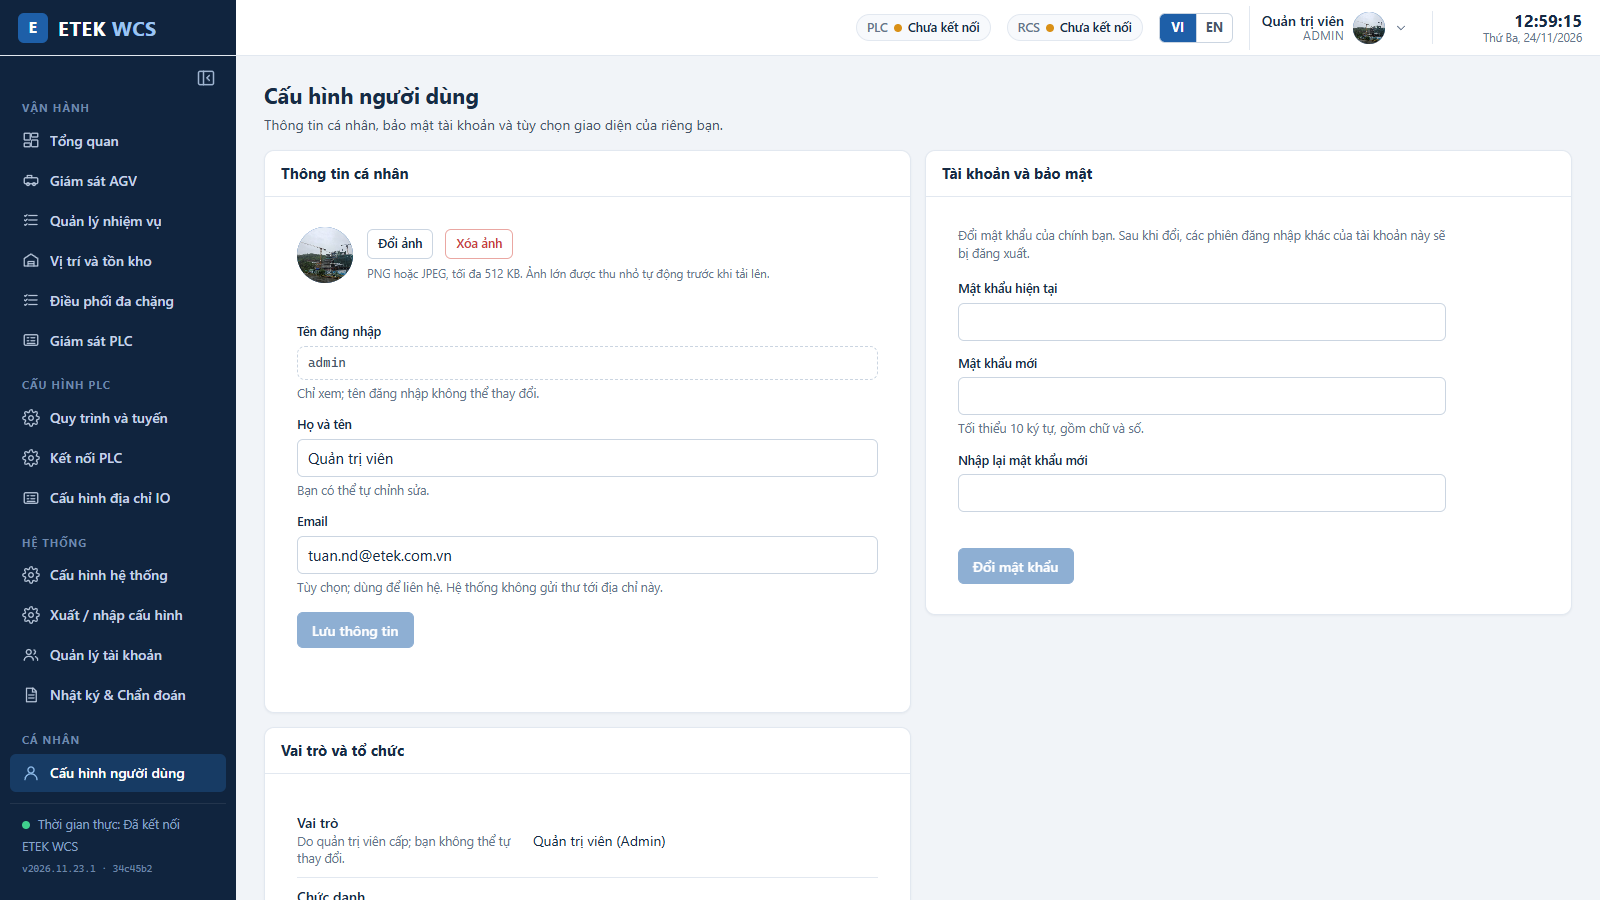 E ETEK WCS
PLC Chưa kết nối
RCS Chưa kết nối
VI EN
Quản trị viên
ADMIN
12:59:15
Thứ Ba, 24/11/2026
VẬN HÀNH
Tổng quan
Giám sát AGV
Quản lý nhiệm vụ
Vị trí và tồn kho
Điều phối đa chặng
Giám sát PLC
CẤU HÌNH PLC
Quy trình và tuyến
Kết nối PLC
Cấu hình địa chỉ IO
HỆ THỐNG
Cấu hình hệ thống
Xuất / nhập cấu hình
Quản lý tài khoản
Nhật ký & Chẩn đoán
CÁ NHÂN
Cấu hình người dùng
Thời gian thực: Đã kết nối
ETEK WCS
v2026.11.23.1 · 34c45b2
Cấu hình người dùng
Thông tin cá nhân, bảo mật tài khoản và tùy chọn giao diện của riêng bạn.
Thông tin cá nhân
Đổi ảnh
Xóa ảnh
PNG hoặc JPEG, tối đa 512 KB. Ảnh lớn được thu nhỏ tự động trước khi tải lên.
Tên đăng nhập
admin
Chỉ xem; tên đăng nhập không thể thay đổi.
Họ và tên
Quản trị viên
Bạn có thể tự chỉnh sửa.
Email
tuan.nd@etek.com.vn
Tùy chọn; dùng để liên hệ. Hệ thống không gửi thư tới địa chỉ này.
Lưu thông tin
Tài khoản và bảo mật
Đổi mật khẩu của chính bạn. Sau khi đổi, các phiên đăng nhập khác của tài khoản này sẽ
bị đăng xuất.
Mật khẩu hiện tại
Mật khẩu mới
Tối thiểu 10 ký tự, gồm chữ và số.
Nhập lại mật khẩu mới
Đổi mật khẩu
Vai trò và tổ chức
Vai trò
Do quản trị viên cấp; bạn không thể tự
thay đổi.
Quản trị viên (Admin)
Chức danh